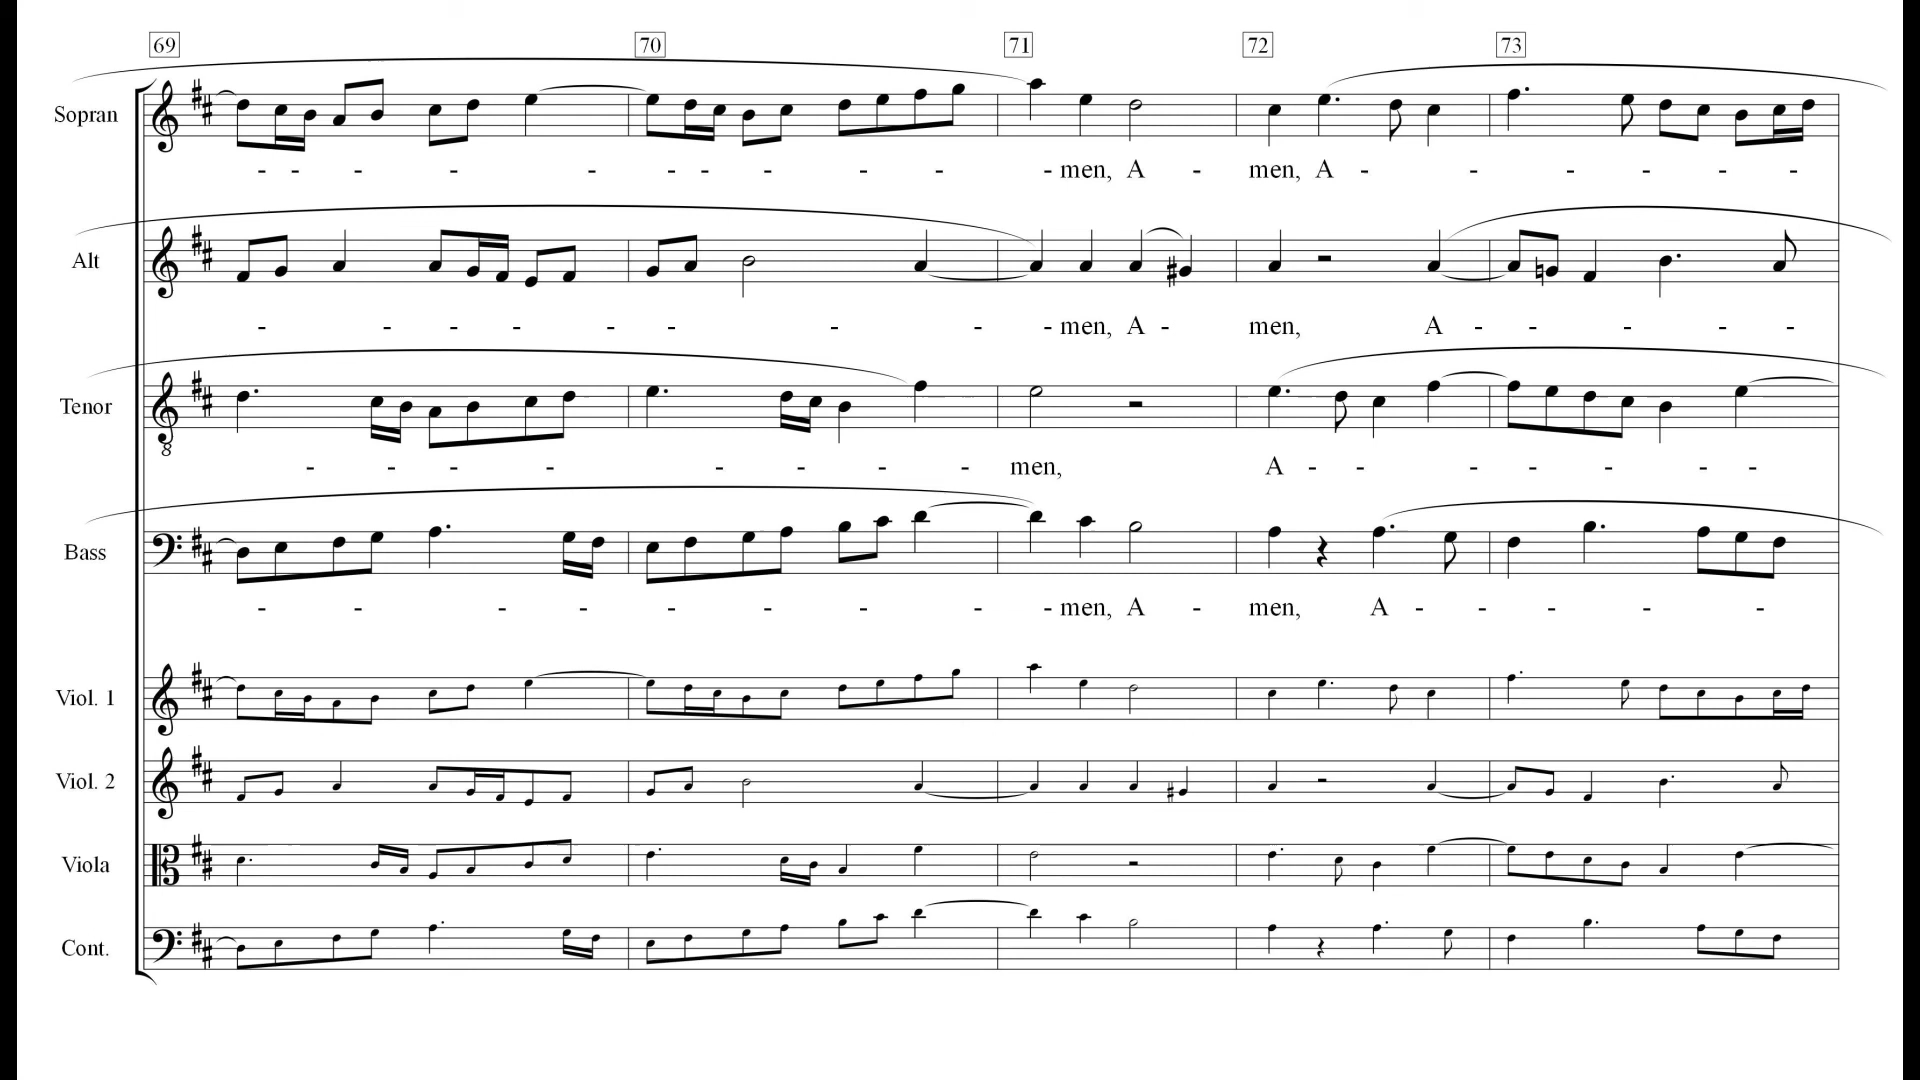 69 70 71 72 73
Sopran
- - - - - - - - - - - men, A - men, A - - - - - -
Alt
- - - - - - - - - men, A - men, A - - - - -
8
Tenor
- - - - - - - - men, A - - - - - - -
Bass
- - - - - - - - - men, A - men, A - - - - -
Viol. 1
Viol. 2
Viola
Cont.